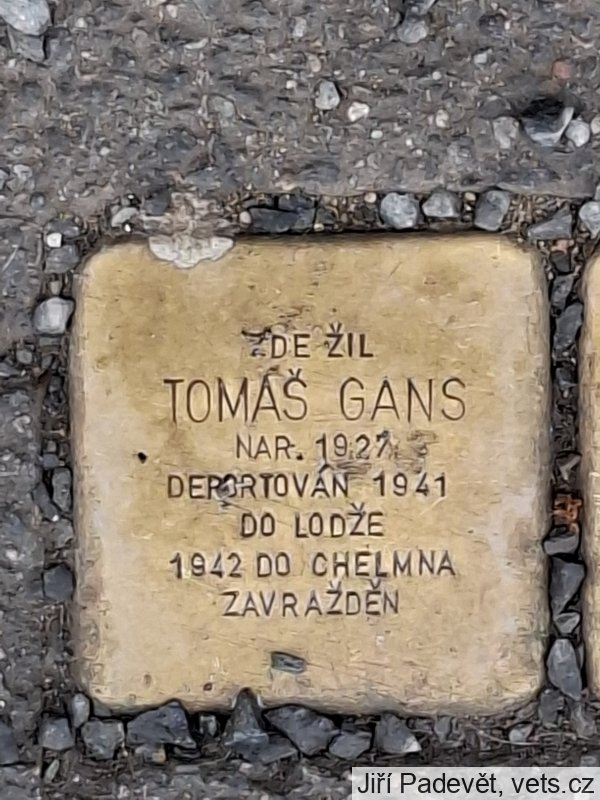 ZDE ŽIL
TOMÁŠ GANS
NAR. 1927
DEPORTOVÁN 1941
DO LODŽE
1942 DO CHELMNA
ZAVRAŽDĚN
Jiří Padevět, vets.cz